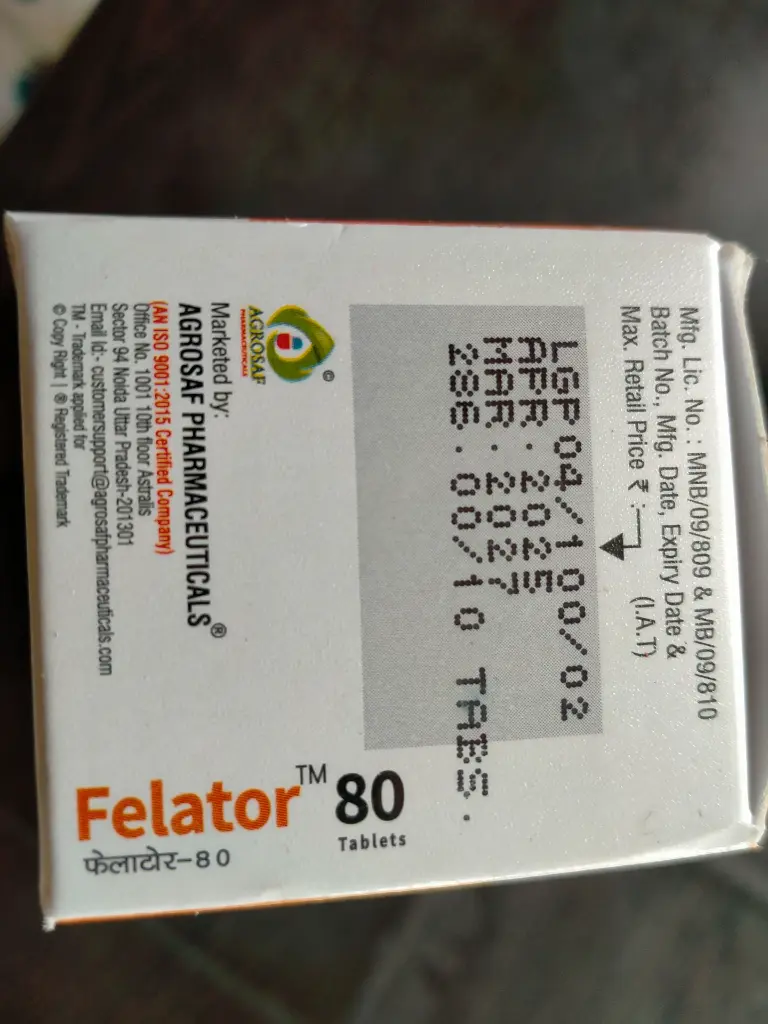 Mfg. Lic. No. : MNB/09/809 & MB/09/810
Batch No., Mfg. Date, Expiry Date &
Max. Retail Price ₹ : (I.A.T)
LGP04/100/02
APR.2025
MAR.2027
286.00/10 TABS.
©
AGROSAF
PHARMACEUTICALS
Marketed by:
AGROSAF PHARMACEUTICALS®
(AN ISO 9001:2015 Certified Company)
Office No. 1001 10th floor Astralis
Sector 94 Noida Uttar Pradesh-201301
Email Id:- customersupport@agrosafpharmaceuticals.com
TM - Trademark applied for
© Copy Right | ® Registered Trademark
Felator™ 80
Tablets
फेलाटोर-80